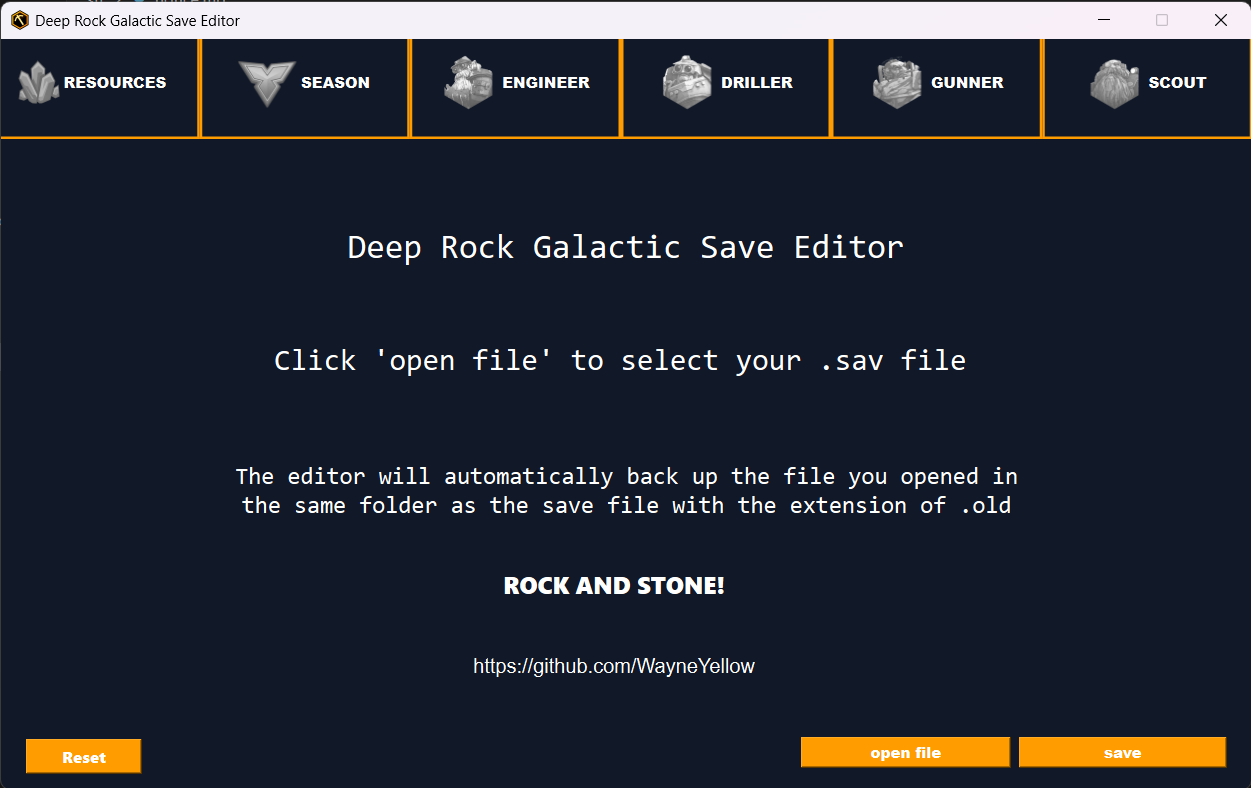 Deep Rock Galactic Save Editor
RESOURCES
SEASON
ENGINEER
DRILLER
GUNNER
SCOUT
Deep Rock Galactic Save Editor
Click 'open file' to select your .sav file
The editor will automatically back up the file you opened in
the same folder as the save file with the extension of .old
ROCK AND STONE!
https://github.com/WayneYellow
Reset
open file
save